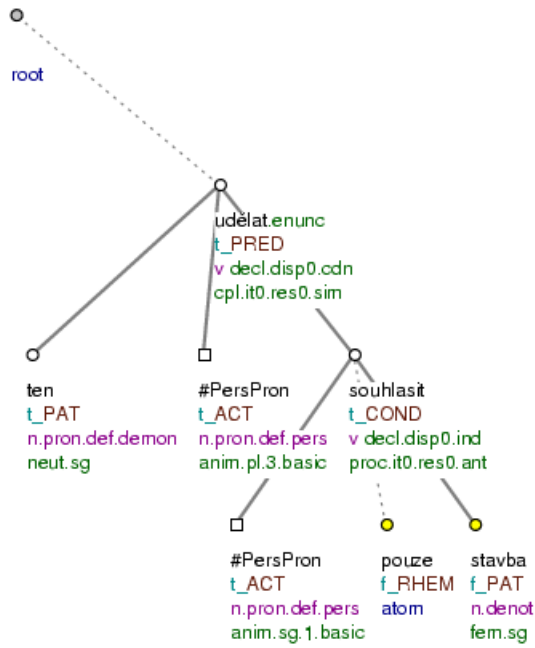 root
udělat.enunc
t_PRED
v decl.disp0.cdn
cpl.it0.res0.sim
ten
t_PAT
n.pron.def.demon
neut.sg
#PersPron
t_ACT
n.pron.def.pers
anim.pl.3.basic
souhlasit
t_COND
v decl.disp0.ind
proc.it0.res0.ant
#PersPron
t_ACT
n.pron.def.pers
anim.sg.1.basic
pouze
f_RHEM
atom
stavba
f_PAT
n.denot
fem.sg